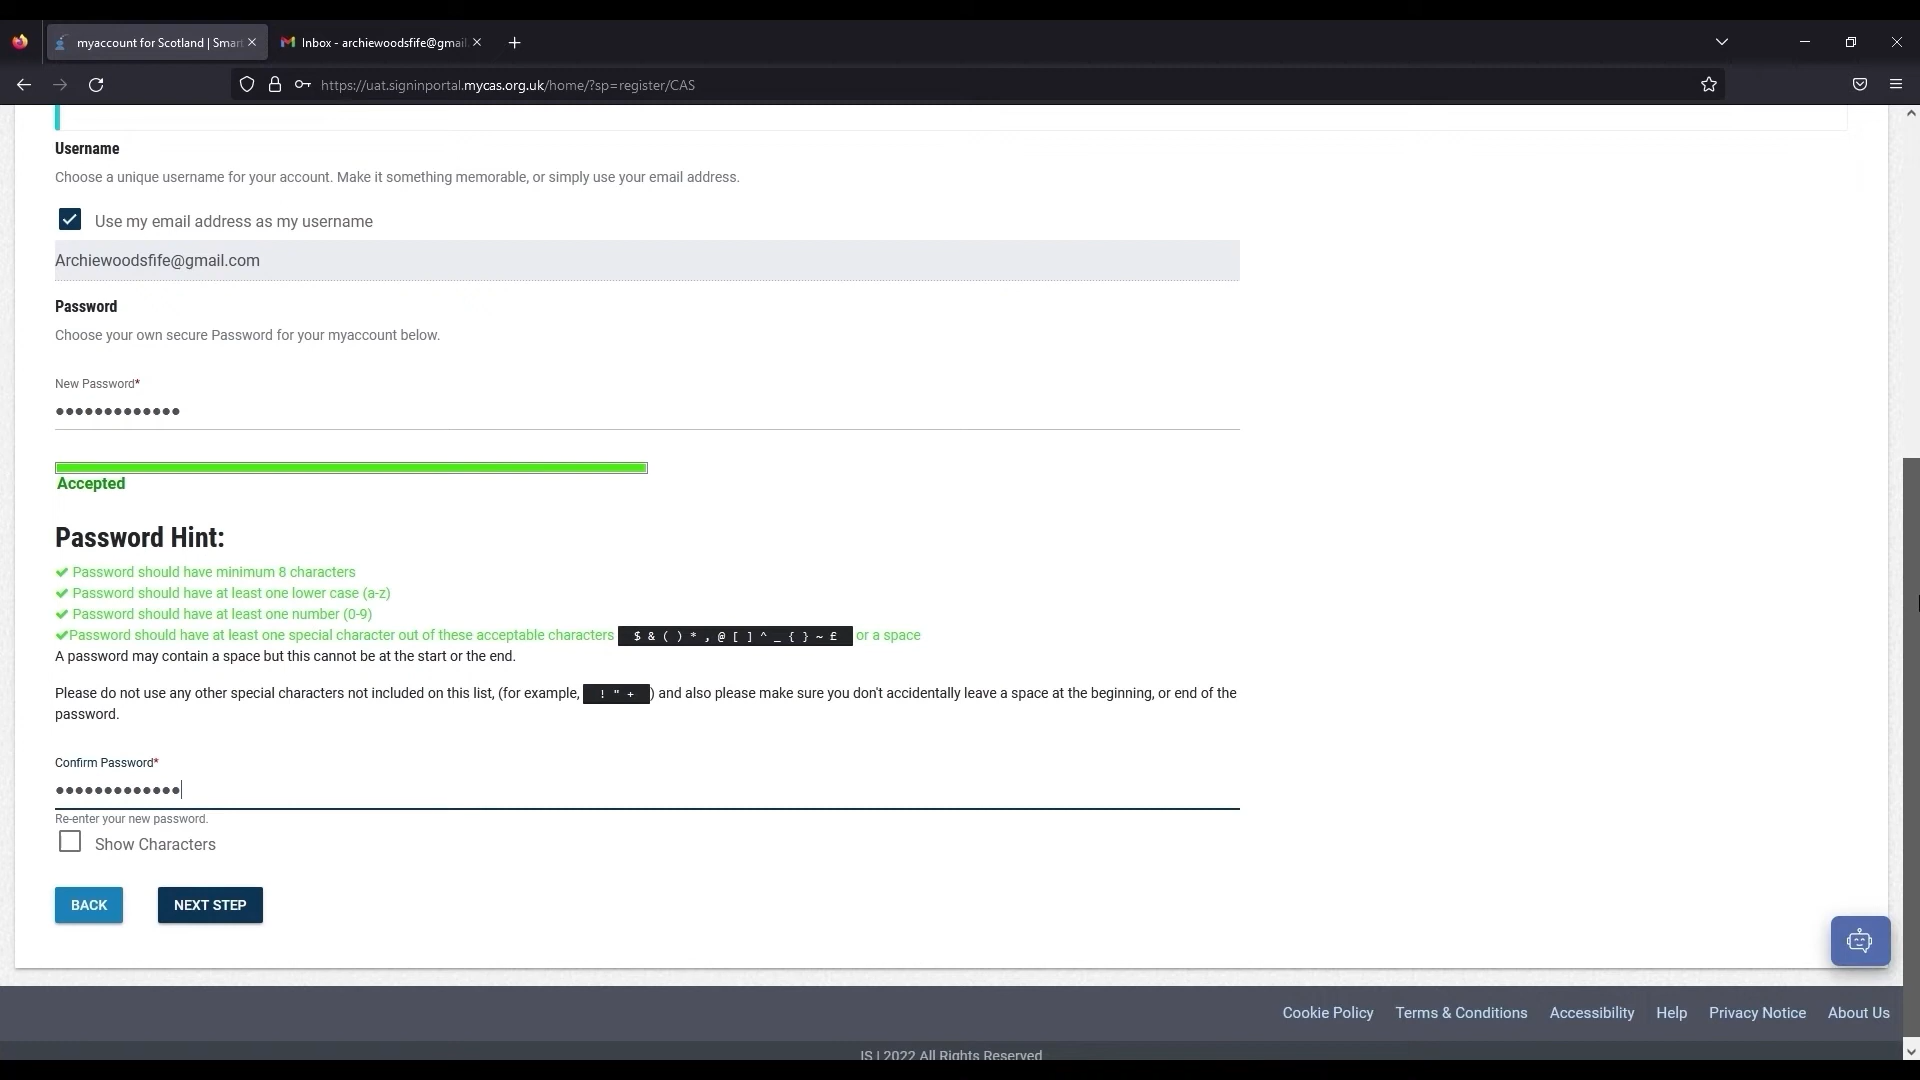 myaccount for Scotland | Smar
Inbox - archiewoodsfife@gmail
https://uat.signinportal.mycas.org.uk/home/?sp=register/CAS
Username
Choose a unique username for your account. Make it something memorable, or simply use your email address.
Use my email address as my username
Archiewoodsfife@gmail.com
Password
Choose your own secure Password for your myaccount below.
New Password*
●●●●●●●●●●●●●
Accepted
Password Hint:
✔ Password should have minimum 8 characters
✔ Password should have at least one lower case (a-z)
✔ Password should have at least one number (0-9)
✔Password should have at least one special character out of these acceptable characters $ & ( ) * , @ [ ] ^ _ { } ~ £ or a space
A password may contain a space but this cannot be at the start or the end.
Please do not use any other special characters not included on this list, (for example, ! " + ) and also please make sure you don't accidentally leave a space at the beginning, or end of the
password.
Confirm Password*
●●●●●●●●●●●●●
Re-enter your new password.
Show Characters
BACK NEXT STEP
Cookie Policy Terms & Conditions Accessibility Help Privacy Notice About Us
IS | 2022 All Rights Reserved